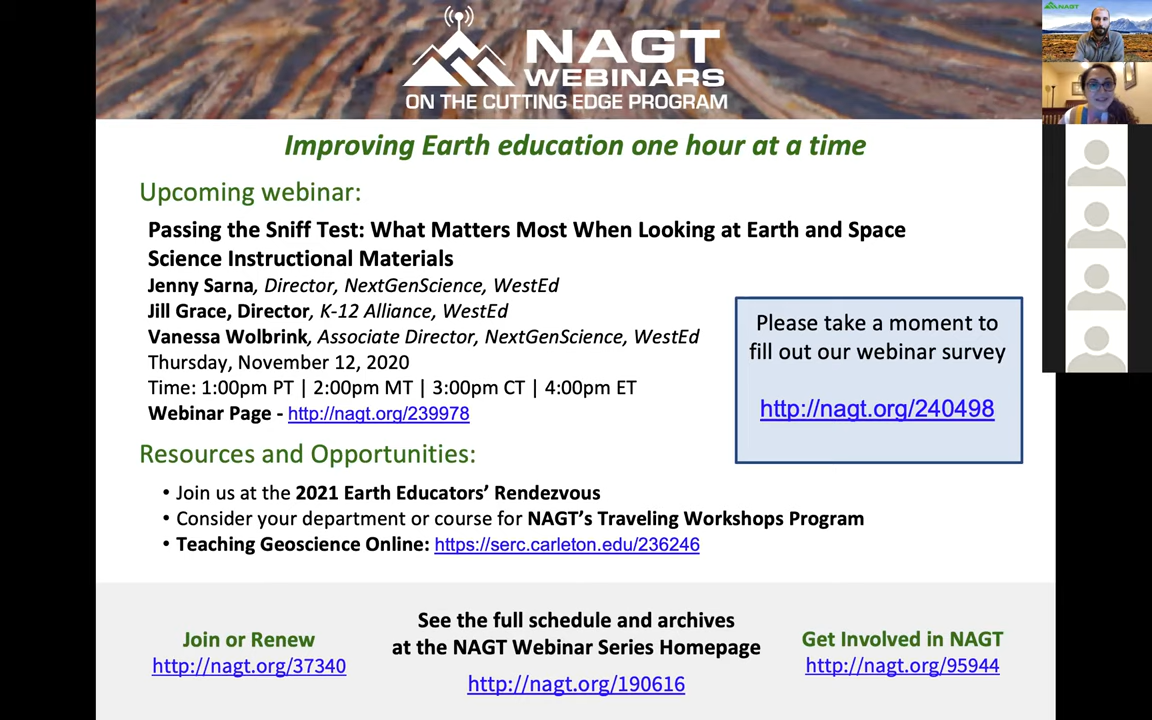 NAGT
WEBINARS
ON THE CUTTING EDGE PROGRAM
NAGT
Improving Earth education one hour at a time
Upcoming webinar:
Passing the Sniff Test: What Matters Most When Looking at Earth and Space
Science Instructional Materials
Jenny Sarna, Director, NextGenScience, WestEd
Jill Grace, Director, K-12 Alliance, WestEd
Vanessa Wolbrink, Associate Director, NextGenScience, WestEd
Thursday, November 12, 2020
Time: 1:00pm PT | 2:00pm MT | 3:00pm CT | 4:00pm ET
Webinar Page - http://nagt.org/239978
Please take a moment to
fill out our webinar survey
http://nagt.org/240498
Resources and Opportunities:
• Join us at the 2021 Earth Educators’ Rendezvous
• Consider your department or course for NAGT’s Traveling Workshops Program
• Teaching Geoscience Online: https://serc.carleton.edu/236246
Join or Renew
http://nagt.org/37340
See the full schedule and archives
at the NAGT Webinar Series Homepage
http://nagt.org/190616
Get Involved in NAGT
http://nagt.org/95944